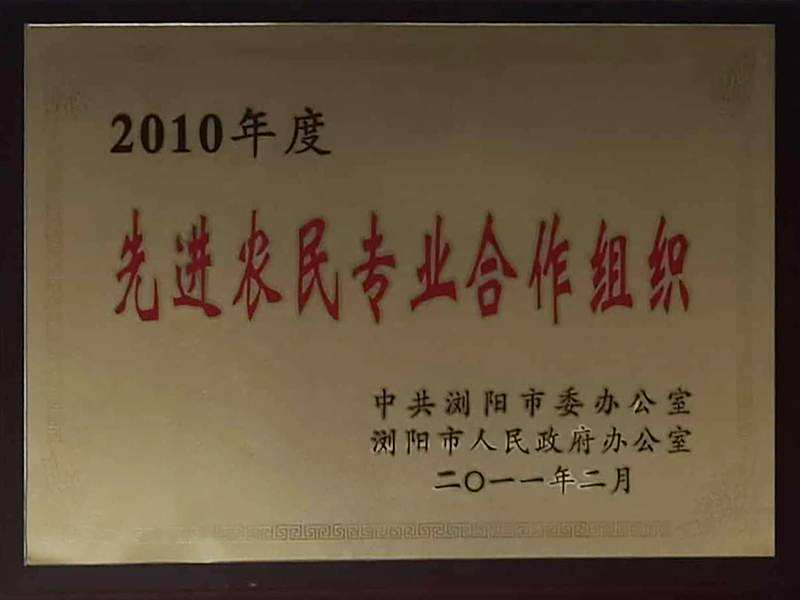 2010年度
先进农民专业合作组织
中共浏阳市委办公室
浏阳市人民政府办公室
二〇一一年二月